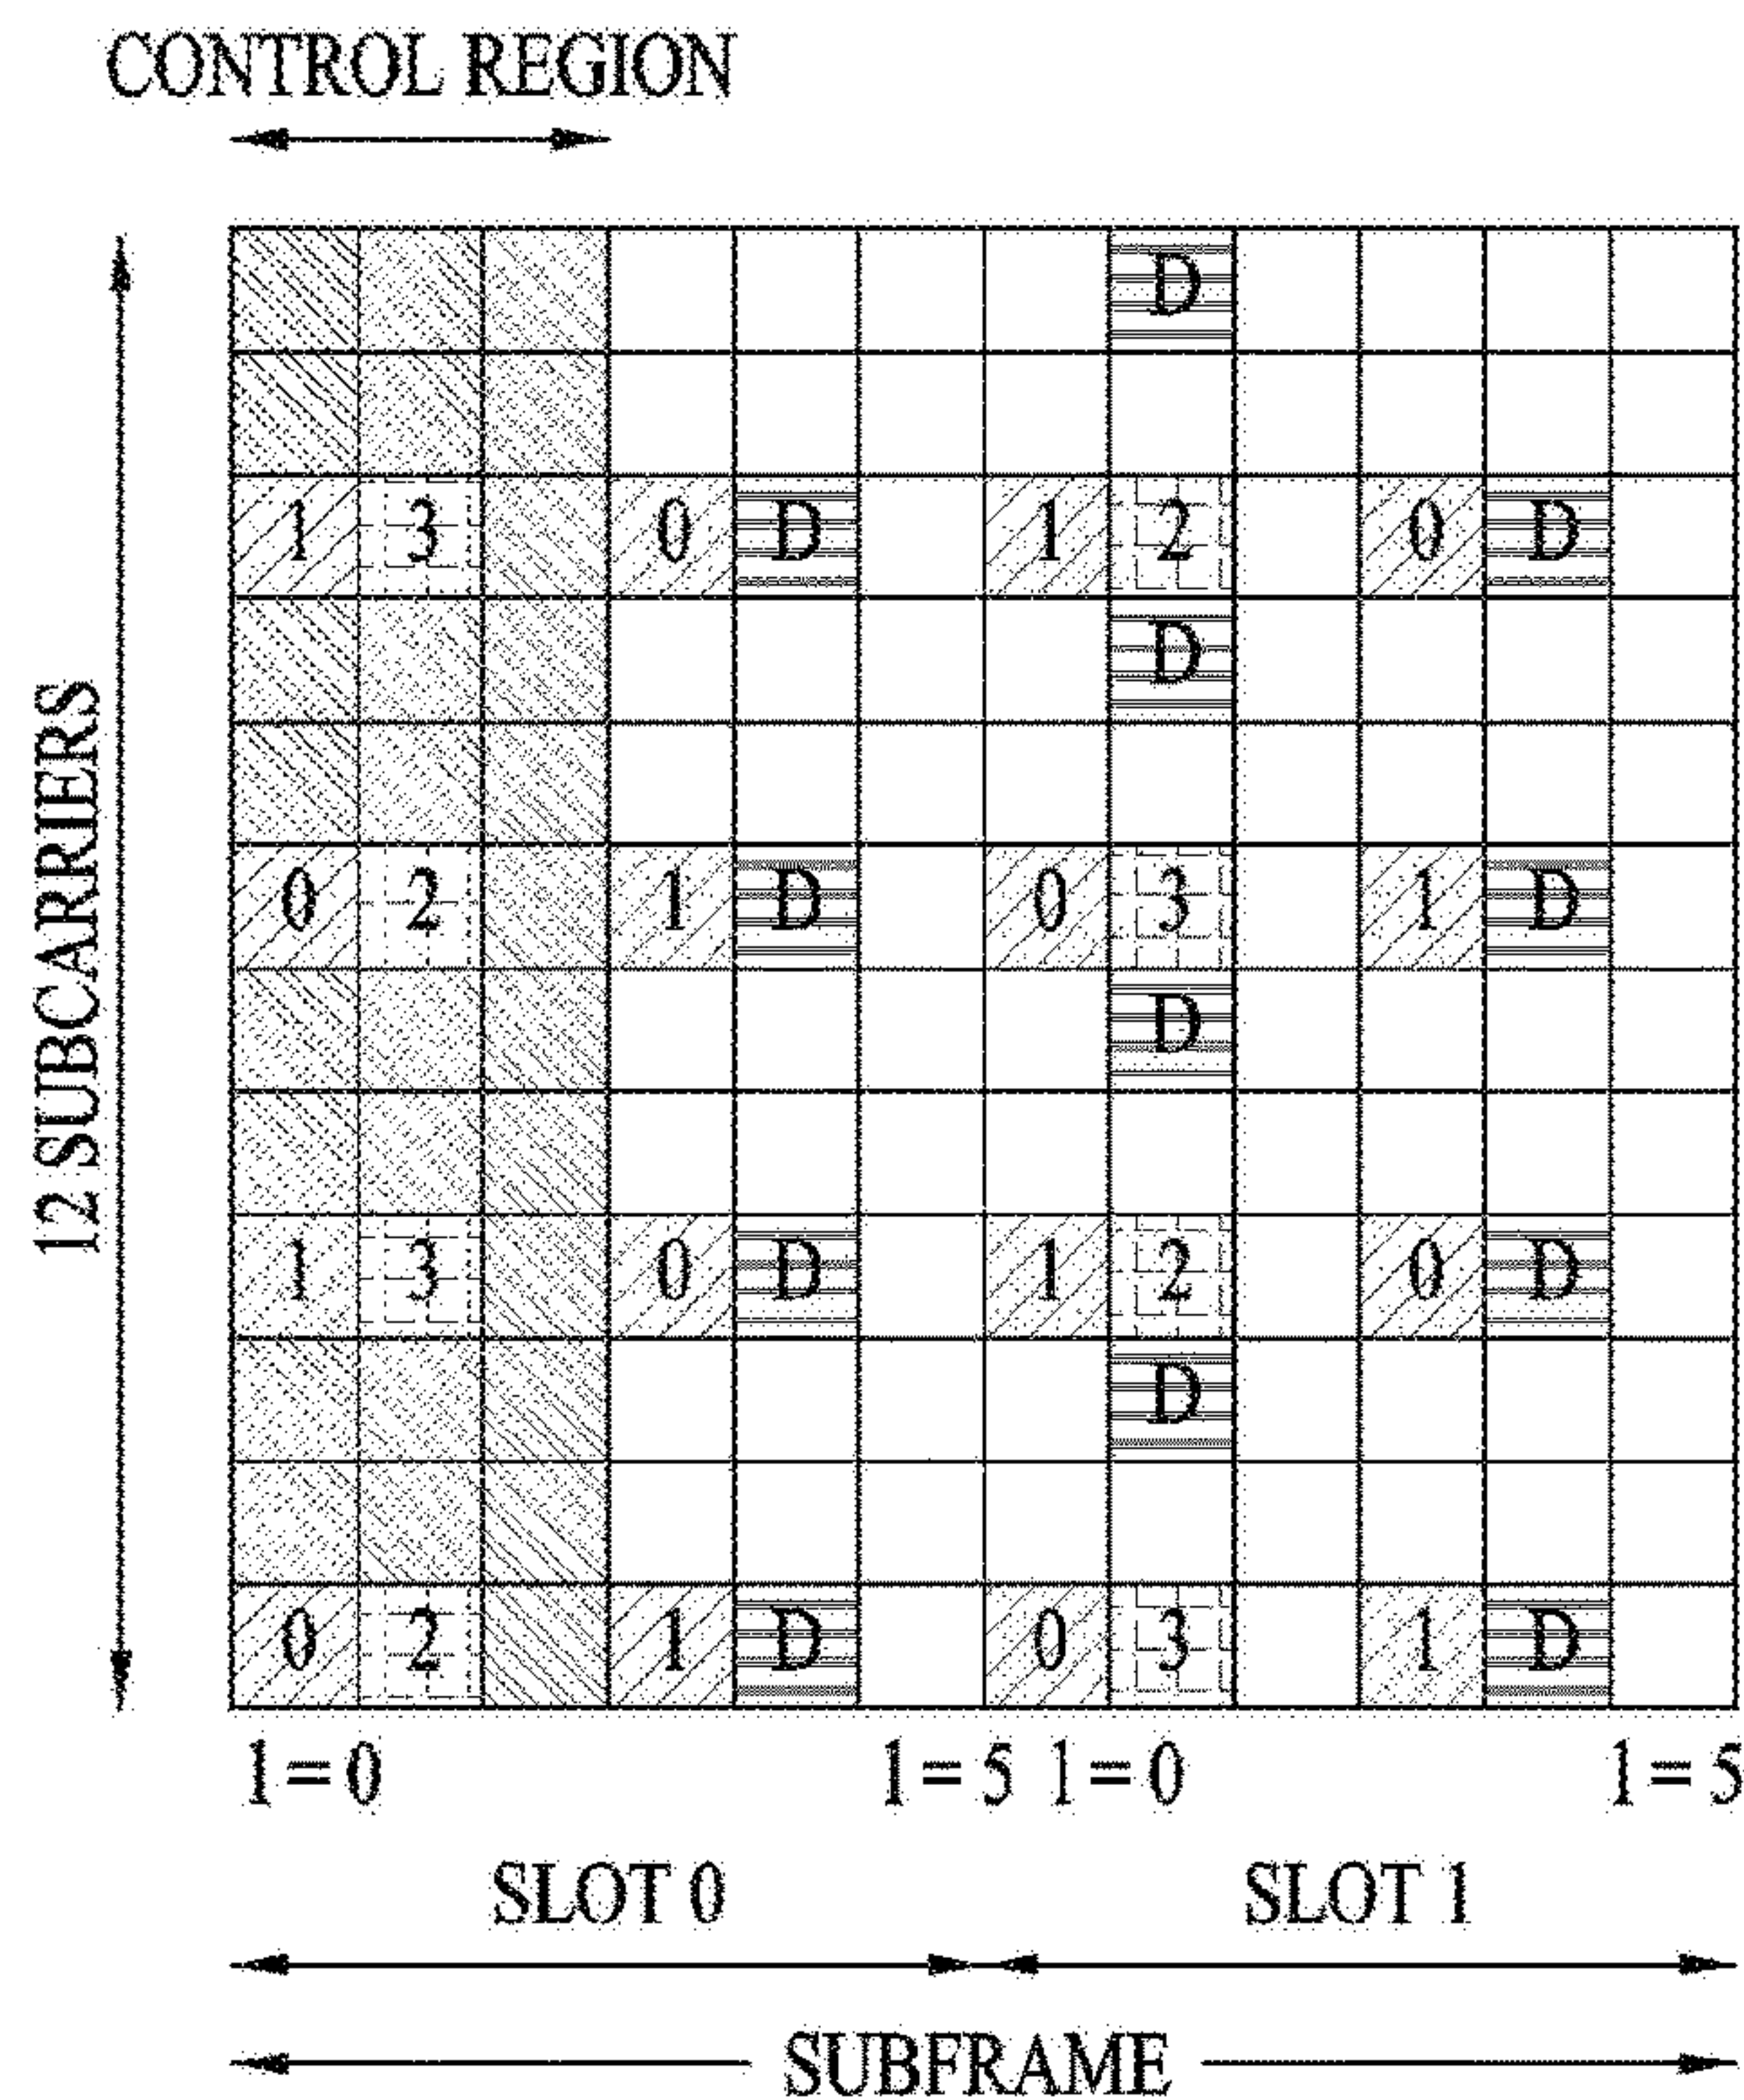 CONTROL REGION
12 SUBCARRIERS
D
1 3 0 D 1 2 0 D
D
0 2 1 D 0 3 1 D
D
1 3 0 D 1 2 0 D
D
0 2 1 D 0 3 1 D
1 = 0 1 = 5 1 = 0 1 = 5
SLOT 0 SLOT 1
SUBFRAME